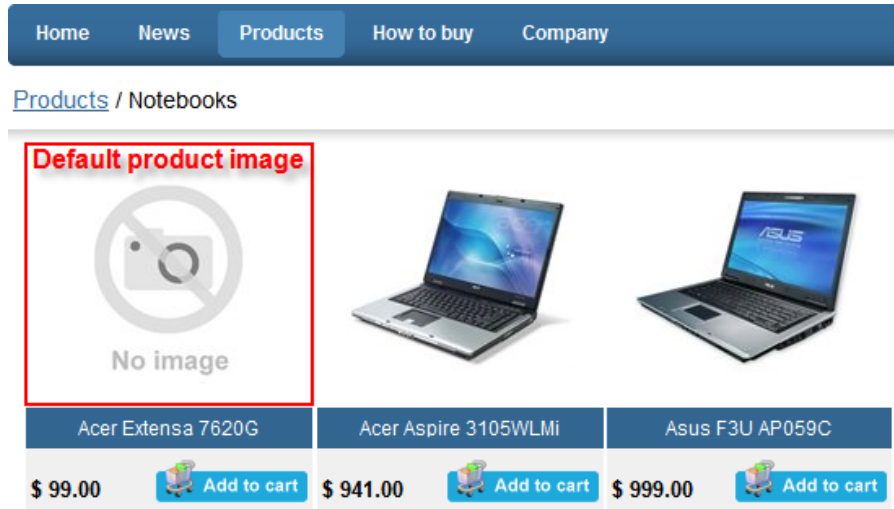 Home News Products How to buy Company
Products / Notebooks
Default product image
No image
ASUS
Acer Extensa 7620G Acer Aspire 3105WLMi Asus F3U AP059C
$ 99.00 Add to cart $ 941.00 Add to cart $ 999.00 Add to cart